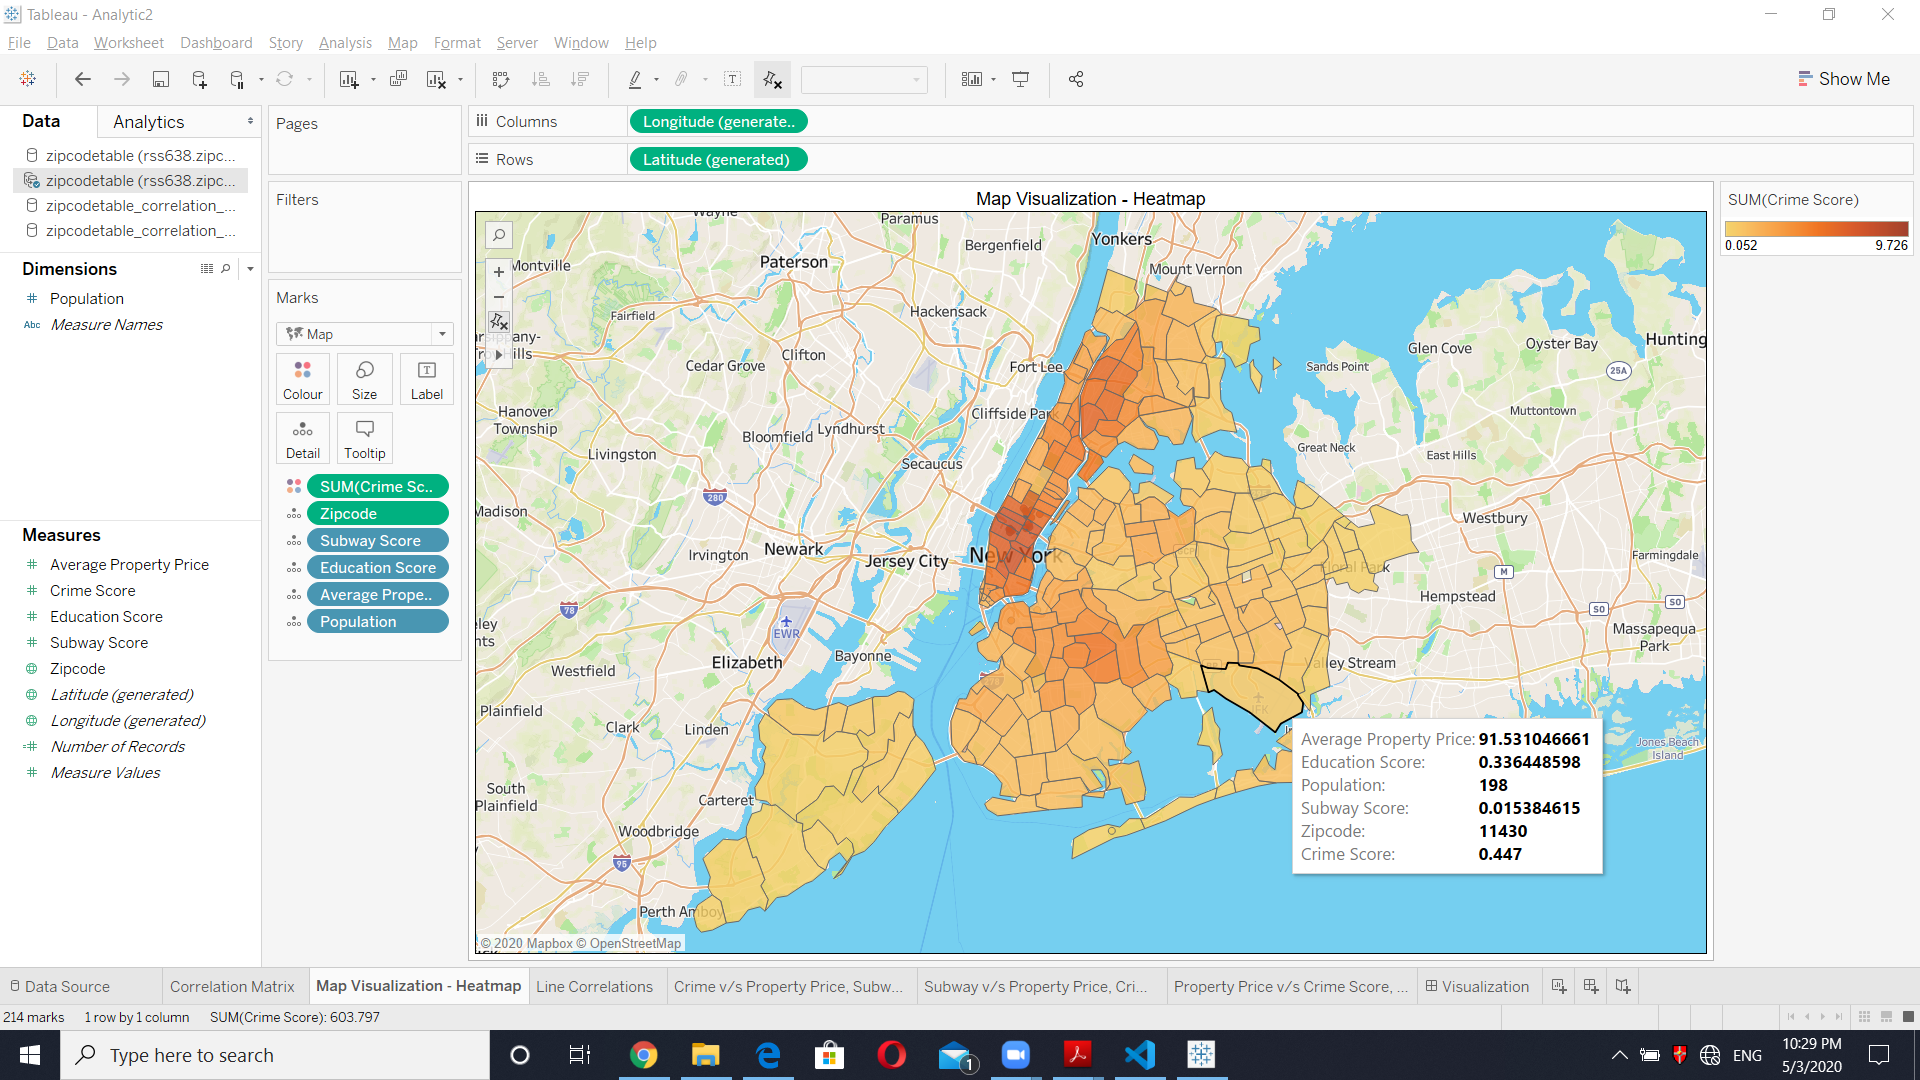 Tableau - Analytic2
File Data Worksheet Dashboard Story Analysis Map Format Server Window Help
Show Me
Data
Analytics
zipcodetable (rss638.zipc...
zipcodetable (rss638.zipc...
zipcodetable_correlation_...
zipcodetable_correlation_...
Dimensions
Population
Abc Measure Names
Measures
Average Property Price
Crime Score
Education Score
Subway Score
Zipcode
Latitude (generated)
Longitude (generated)
Number of Records
Measure Values
Pages
Filters
Marks
Map
Colour
Size
Label
Detail
Tooltip
SUM(Crime Sc..
Zipcode
Subway Score
Education Score
Average Prope..
Population
Columns
Longitude (generate..
Rows
Latitude (generated)
Map Visualization - Heatmap
Wayne
Paramus
Montville
Paterson
Bergenfield
Yonkers
Mount Vernon
Fairfield
Hackensack
Cedar Grove
Clifton
Fort Lee
Sands Point
Glen Cove
Oyster Bay
Hunting
25A
Hanover
Township
Cliffside Park
Muttontown
Bloomfield
Lyndhurst
Great Neck
East Hills
Livingston
Secaucus
280
Madison
Westbury
Irvington
Newark
Jersey City
New York
Farmingdale
Floral Park
M
Hempstead
SO
SO
78
EWR
Massapequa
Park
Westfield
Elizabeth
Bayonne
Valley Stream
Plainfield
Clark
Linden
JFK
Jones Beach
Island
South
Plainfield
Carteret
Woodbridge
95
Perth Amboy
© 2020 Mapbox © OpenStreetMap
Average Property Price: 91.531046661
Education Score: 0.336448598
Population: 198
Subway Score: 0.015384615
Zipcode: 11430
Crime Score: 0.447
SUM(Crime Score)
0.052 9.726
Data Source
Correlation Matrix
Map Visualization - Heatmap
Line Correlations
Crime v/s Property Price, Subw...
Subway v/s Property Price, Cri...
Property Price v/s Crime Score, ...
Visualization
214 marks 1 row by 1 column SUM(Crime Score): 603.797
Type here to search
1
ENG
10:29 PM
5/3/2020